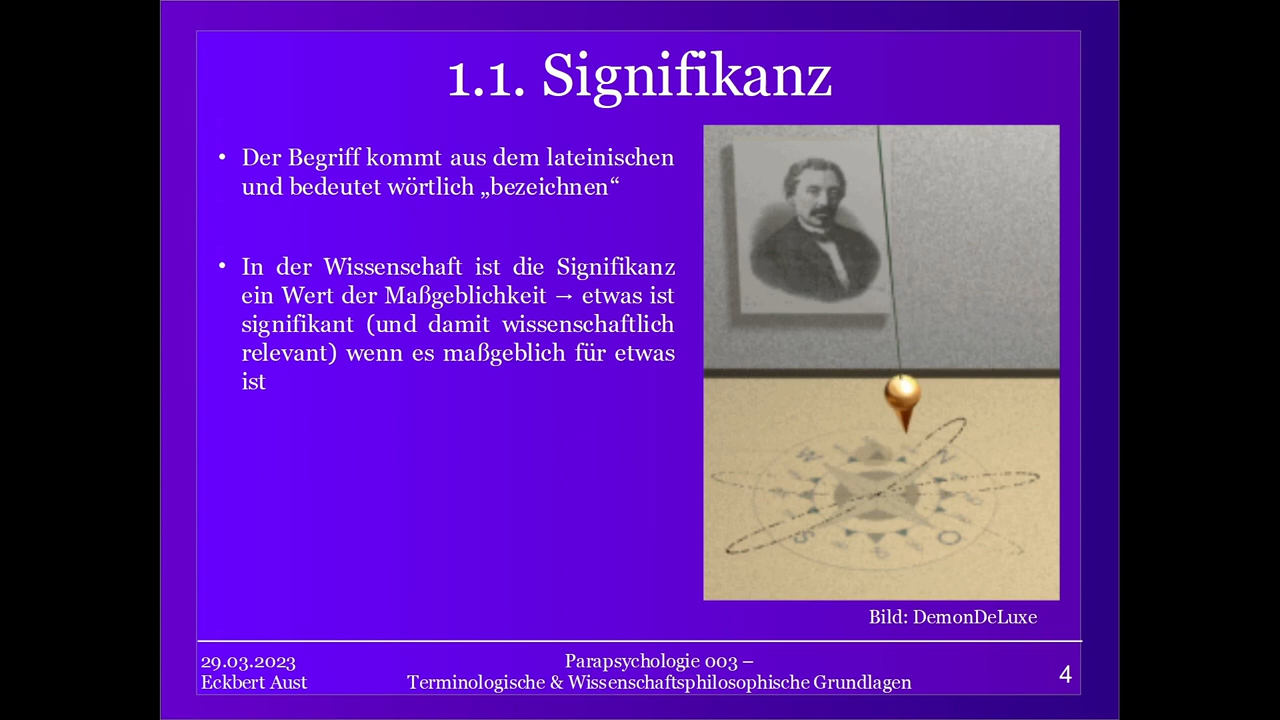 1.1. Signifikanz
• Der Begriff kommt aus dem lateinischen
und bedeutet wörtlich „bezeichnen“
• In der Wissenschaft ist die Signifikanz
ein Wert der Maßgeblichkeit → etwas ist
signifikant (und damit wissenschaftlich
relevant) wenn es maßgeblich für etwas
ist
W N
S O
Bild: DemonDeLuxe
29.03.2023
Eckbert Aust
Parapsychologie 003 –
Terminologische & Wissenschaftsphilosophische Grundlagen
4